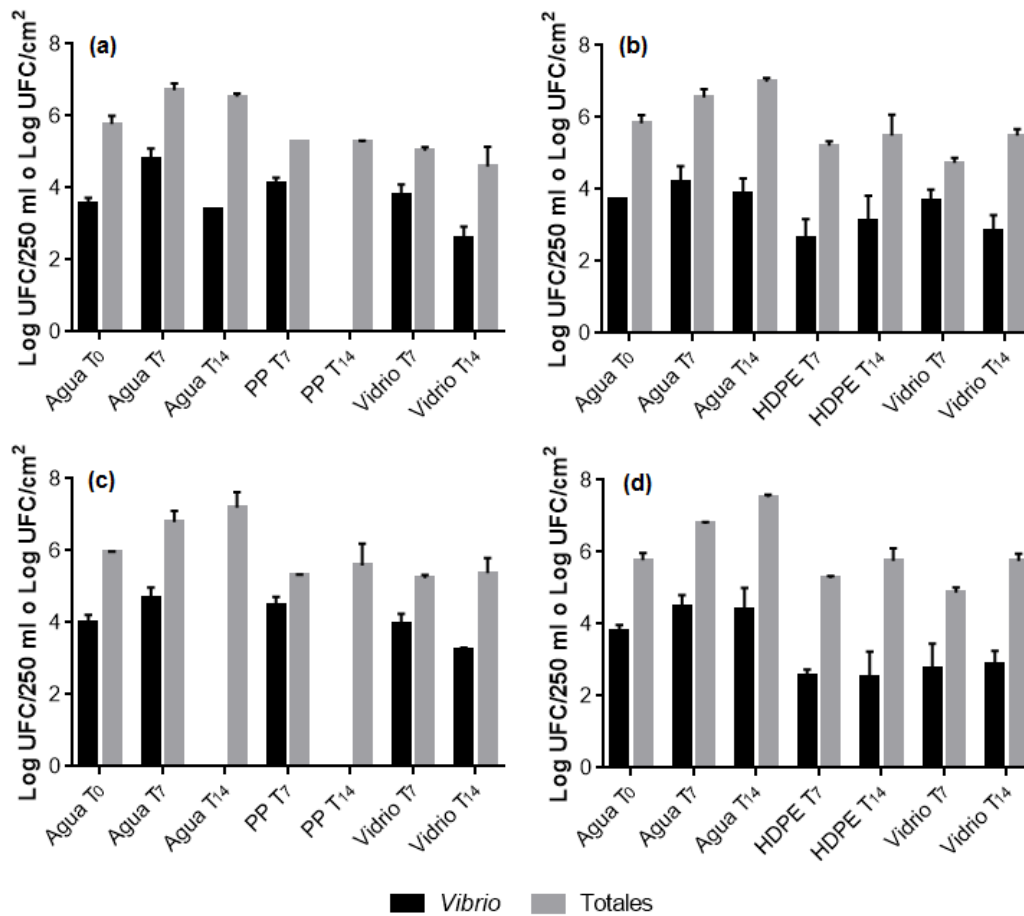 (a)
Log UFC/250 ml o Log UFC/cm²
8
6
4
2
0
Agua T₀
Agua T₇
Agua T₁₄
PP T₇
PP T₁₄
Vidrio T₇
Vidrio T₁₄
(b)
Log UFC/250 ml o Log UFC/cm²
8
6
4
2
0
Agua T₀
Agua T₇
Agua T₁₄
HDPE T₇
HDPE T₁₄
Vidrio T₇
Vidrio T₁₄
(c)
Log UFC/250 ml o Log UFC/cm²
8
6
4
2
0
Agua T₀
Agua T₇
Agua T₁₄
PP T₇
PP T₁₄
Vidrio T₇
Vidrio T₁₄
(d)
Log UFC/250 ml o Log UFC/cm²
8
6
4
2
0
Agua T₀
Agua T₇
Agua T₁₄
HDPE T₇
HDPE T₁₄
Vidrio T₇
Vidrio T₁₄
Vibrio Totales